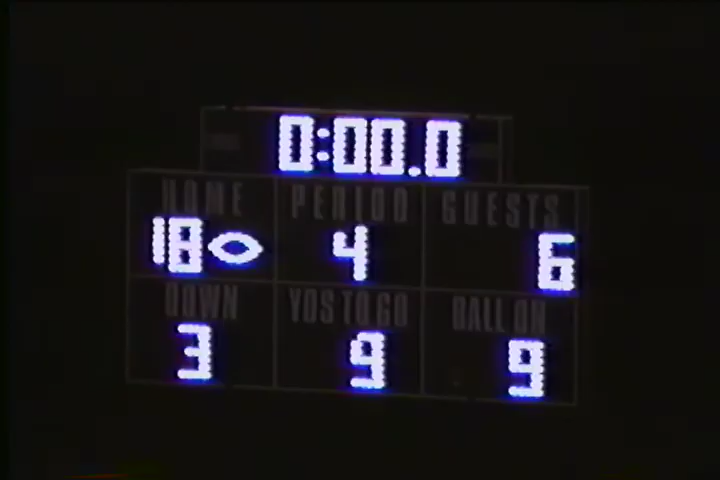 0:00.0
HOME PERIOD GUESTS
18 4 6
DOWN YDS TO GO BALL ON
3 9 9